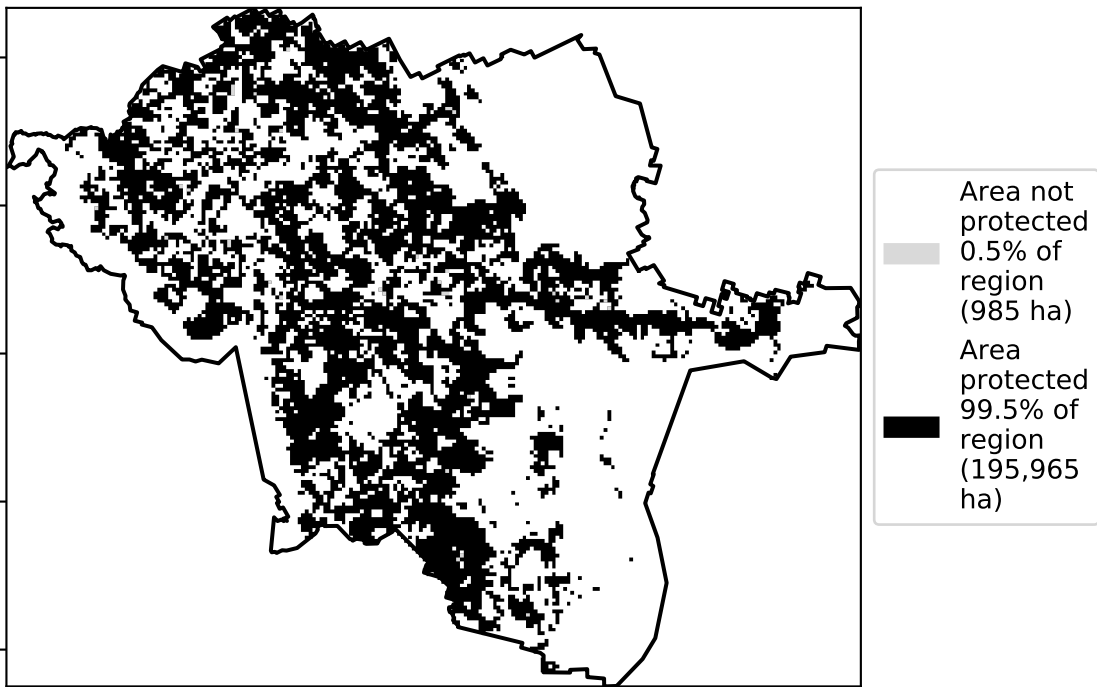 Area not
protected
0.5% of
region
(985 ha)
Area
protected
99.5% of
region
(195,965
ha)